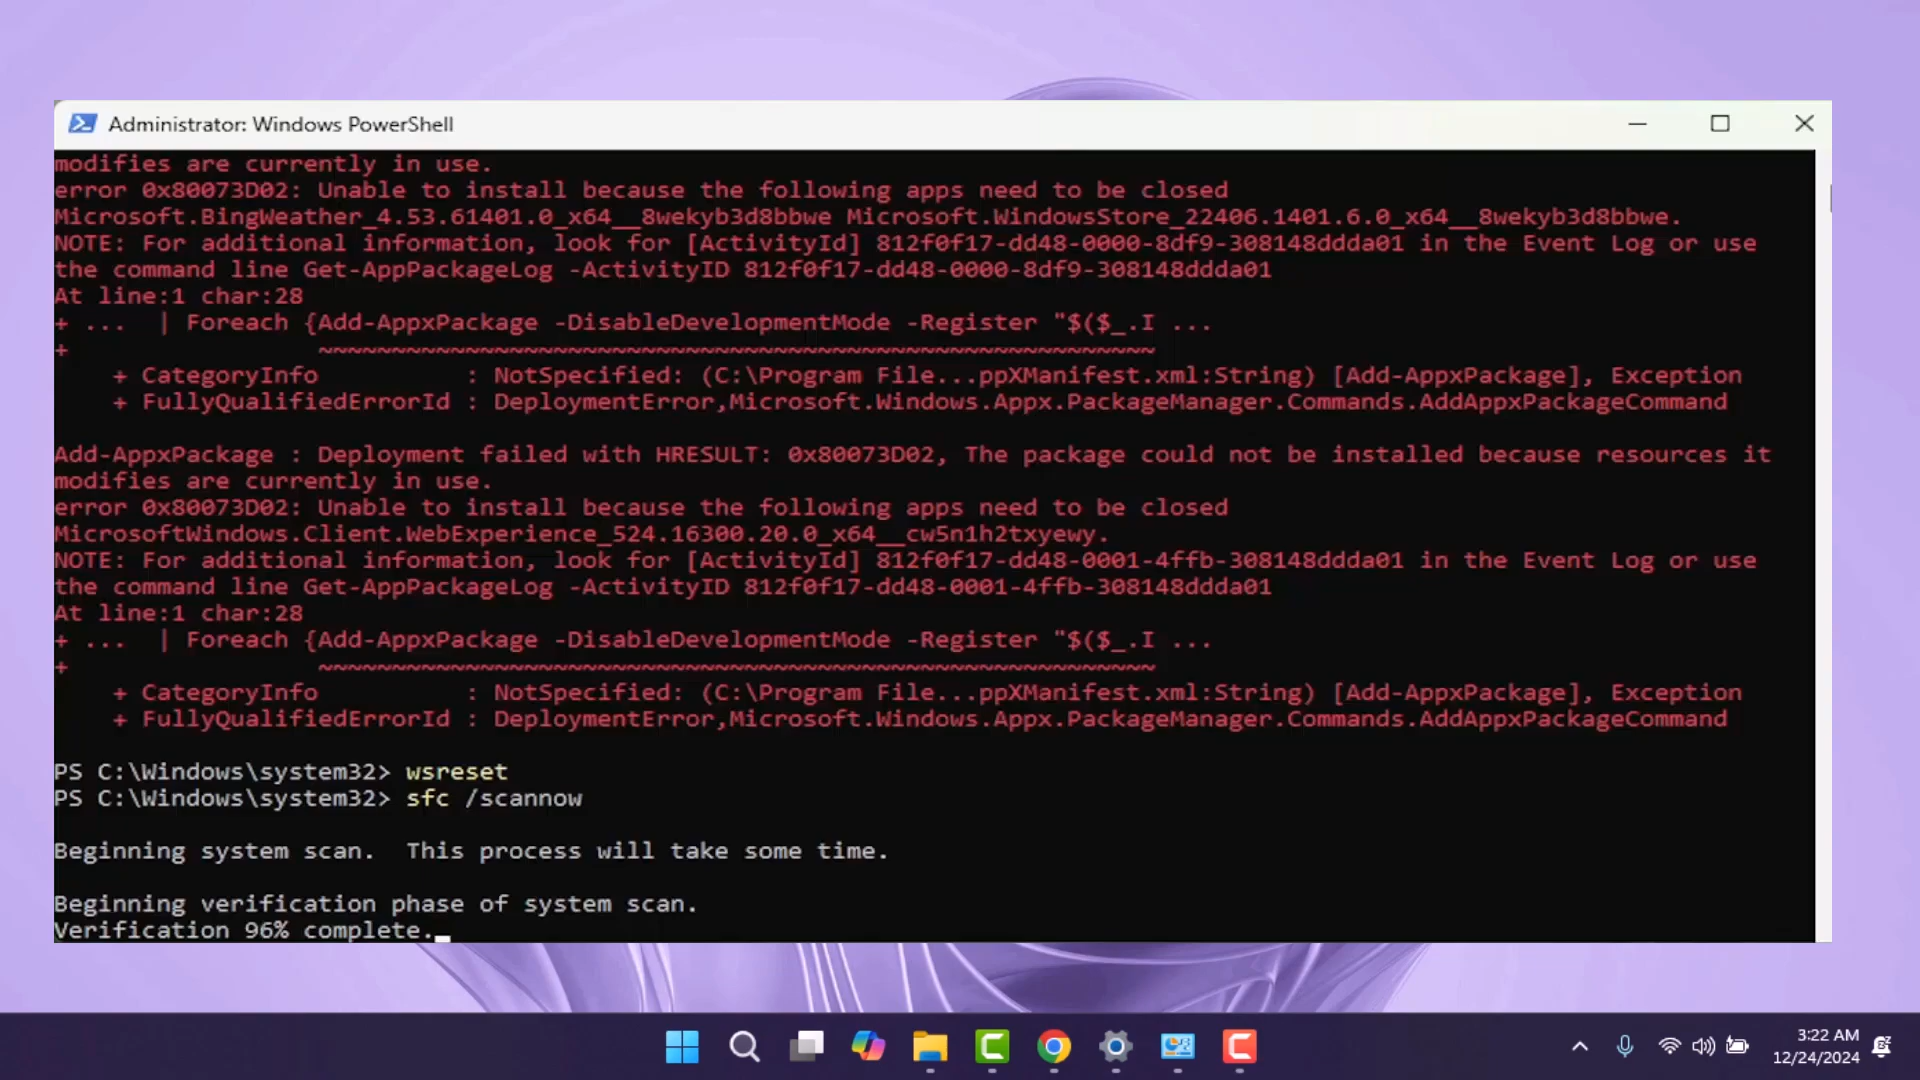 Administrator: Windows PowerShell
modifies are currently in use.
error 0x80073D02: Unable to install because the following apps need to be closed
Microsoft.BingWeather_4.53.61401.0_x64__8wekyb3d8bbwe Microsoft.WindowsStore_22406.1401.6.0_x64__8wekyb3d8bbwe.
NOTE: For additional information, look for [ActivityId] 812f0f17-dd48-0000-8df9-308148ddda01 in the Event Log or use
the command line Get-AppPackageLog -ActivityID 812f0f17-dd48-0000-8df9-308148ddda01
At line:1 char:28
+ ...  | Foreach {Add-AppxPackage -DisableDevelopmentMode -Register "$($_.I ...
+                 ~~~~~~~~~~~~~~~~~~~~~~~~~~~~~~~~~~~~~~~~~~~~~~~~~~~~~~~~~
    + CategoryInfo          : NotSpecified: (C:\Program File...ppXManifest.xml:String) [Add-AppxPackage], Exception
    + FullyQualifiedErrorId : DeploymentError,Microsoft.Windows.Appx.PackageManager.Commands.AddAppxPackageCommand
Add-AppxPackage : Deployment failed with HRESULT: 0x80073D02, The package could not be installed because resources it
modifies are currently in use.
error 0x80073D02: Unable to install because the following apps need to be closed
MicrosoftWindows.Client.WebExperience_524.16300.20.0_x64__cw5n1h2txyewy.
NOTE: For additional information, look for [ActivityId] 812f0f17-dd48-0001-4ffb-308148ddda01 in the Event Log or use
the command line Get-AppPackageLog -ActivityID 812f0f17-dd48-0001-4ffb-308148ddda01
At line:1 char:28
+ ...  | Foreach {Add-AppxPackage -DisableDevelopmentMode -Register "$($_.I ...
+                 ~~~~~~~~~~~~~~~~~~~~~~~~~~~~~~~~~~~~~~~~~~~~~~~~~~~~~~~~~
    + CategoryInfo          : NotSpecified: (C:\Program File...ppXManifest.xml:String) [Add-AppxPackage], Exception
    + FullyQualifiedErrorId : DeploymentError,Microsoft.Windows.Appx.PackageManager.Commands.AddAppxPackageCommand
PS C:\Windows\system32> wsreset
PS C:\Windows\system32> sfc /scannow
Beginning system scan.  This process will take some time.
Beginning verification phase of system scan.
Verification 96% complete.
3:22 AM
12/24/2024